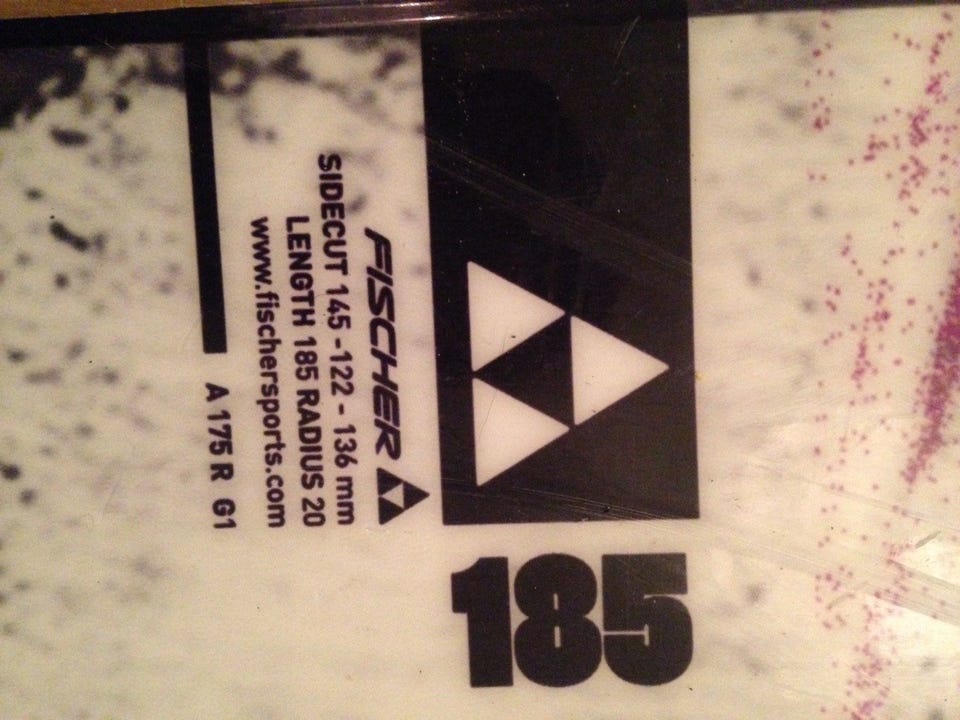 185
FISCHER
SIDECUT 145 -122 - 136 mm
LENGTH 185 RADIUS 20
www.fischersports.com
A 175 R G1